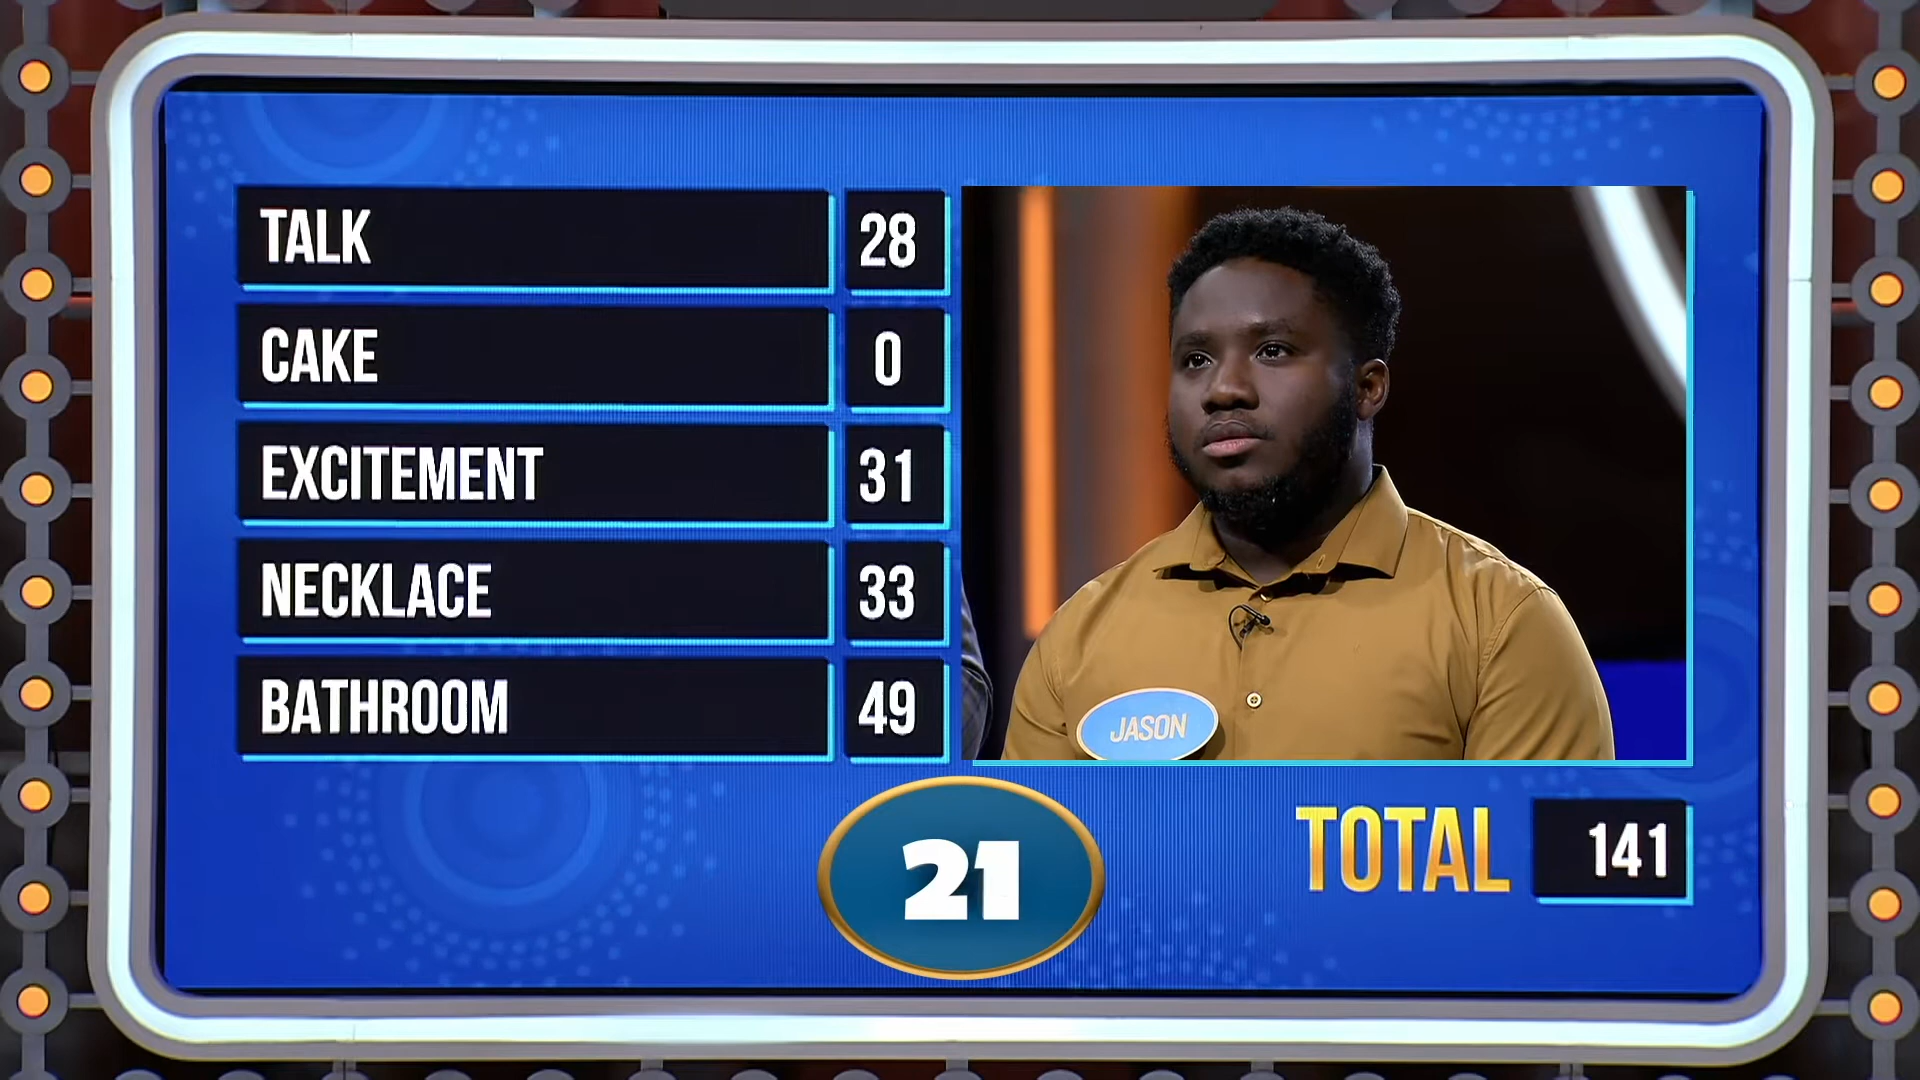 TALK 28
CAKE 0
EXCITEMENT 31
NECKLACE 33
BATHROOM 49
JASON
21
TOTAL 141